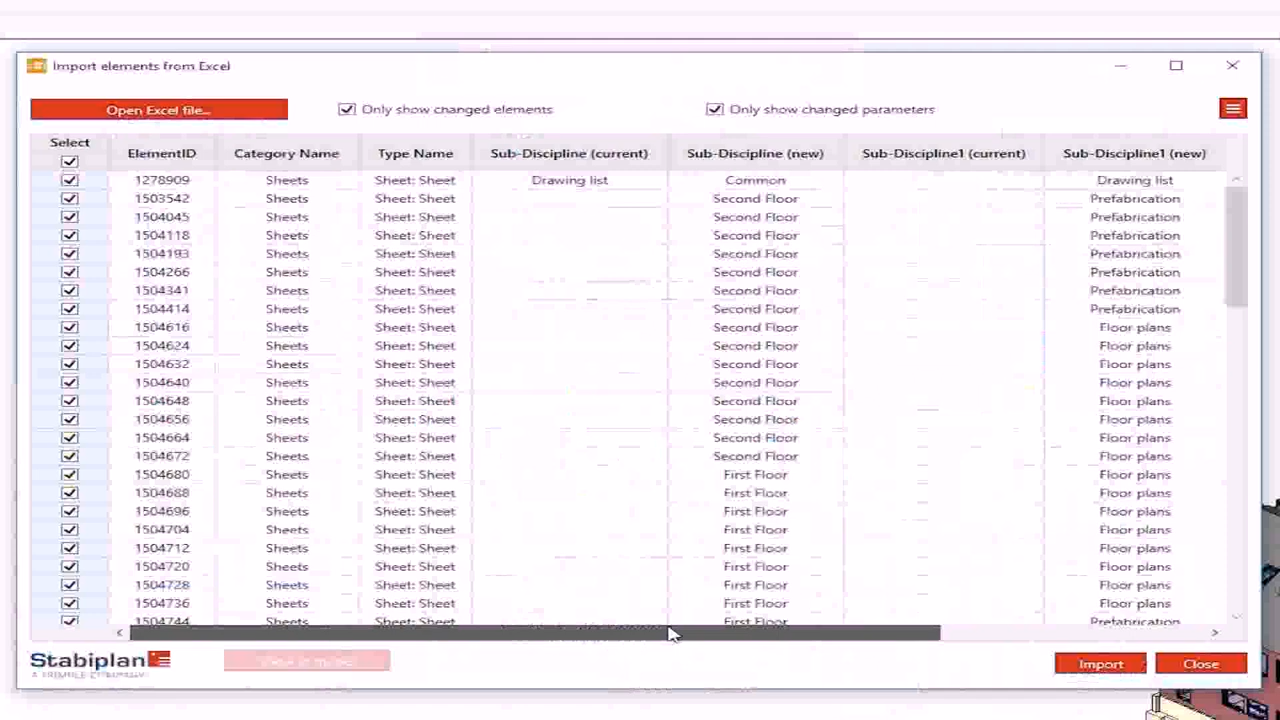 Import elements from Excel
Open Excel file... Only show changed elements Only show changed parameters
Select ElementID Category Name Type Name Sub-Discipline (current) Sub-Discipline (new) Sub-Discipline1 (current) Sub-Discipline1 (new)
1278909 Sheets Sheet: Sheet Drawing list Common Drawing list
1503542 Sheets Sheet: Sheet Second Floor Prefabrication
1504045 Sheets Sheet: Sheet Second Floor Prefabrication
1504118 Sheets Sheet: Sheet Second Floor Prefabrication
1504193 Sheets Sheet: Sheet Second Floor Prefabrication
1504266 Sheets Sheet: Sheet Second Floor Prefabrication
1504341 Sheets Sheet: Sheet Second Floor Prefabrication
1504414 Sheets Sheet: Sheet Second Floor Prefabrication
1504616 Sheets Sheet: Sheet Second Floor Floor plans
1504624 Sheets Sheet: Sheet Second Floor Floor plans
1504632 Sheets Sheet: Sheet Second Floor Floor plans
1504640 Sheets Sheet: Sheet Second Floor Floor plans
1504648 Sheets Sheet: Sheet Second Floor Floor plans
1504656 Sheets Sheet: Sheet Second Floor Floor plans
1504664 Sheets Sheet: Sheet Second Floor Floor plans
1504672 Sheets Sheet: Sheet Second Floor Floor plans
1504680 Sheets Sheet: Sheet First Floor Floor plans
1504688 Sheets Sheet: Sheet First Floor Floor plans
1504696 Sheets Sheet: Sheet First Floor Floor plans
1504704 Sheets Sheet: Sheet First Floor Floor plans
1504712 Sheets Sheet: Sheet First Floor Floor plans
1504720 Sheets Sheet: Sheet First Floor Floor plans
1504728 Sheets Sheet: Sheet First Floor Floor plans
1504736 Sheets Sheet: Sheet First Floor Floor plans
1504744 Sheets Sheet: Sheet First Floor Prefabrication
Stabiplan
Import Close